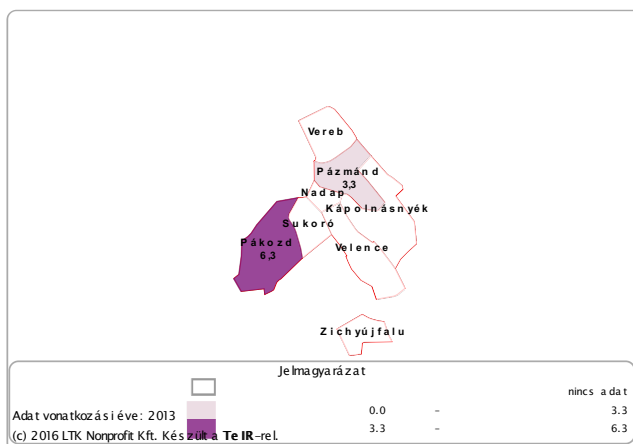 Vereb
Pázmánd
3,3
Nadap
Kápolnásnyék
Sukoró
Pákozd
6,3
Velence
Zichyújfalu
Jelmagyarázat
nincs adat
Adat vonatkozási éve: 2013 0.0 – 3.3
(c) 2016 LTK Nonprofit Kft. Készült a TeIR-rel. 3.3 – 6.3